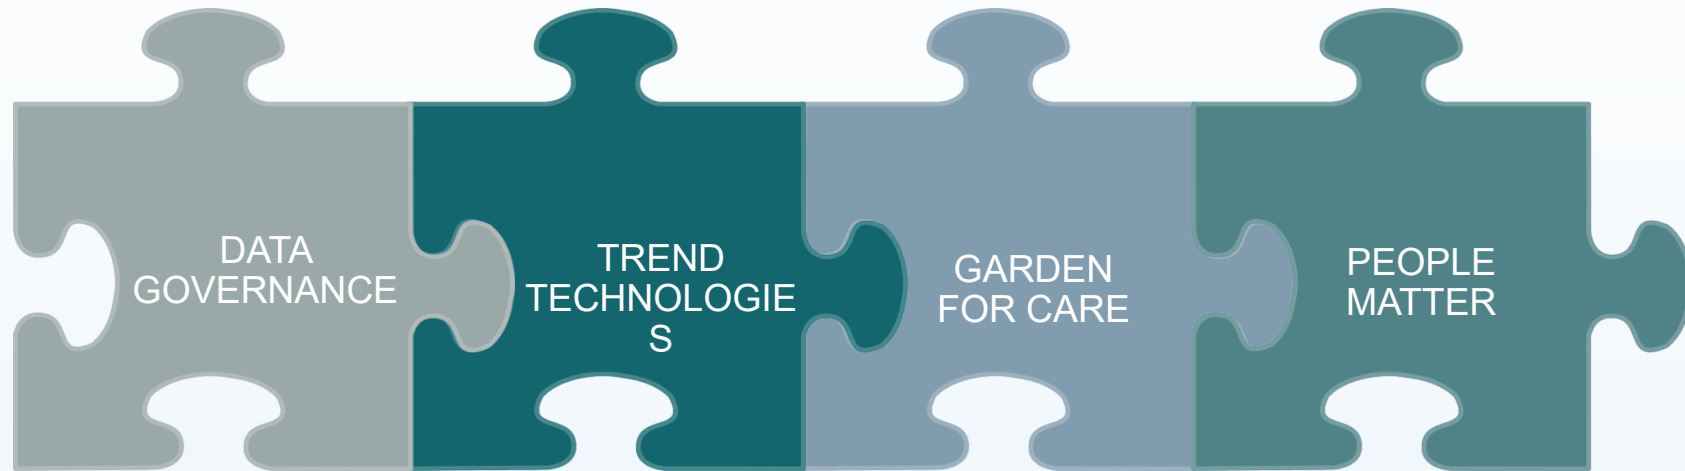 DATA
GOVERNANCE
TREND
TECHNOLOGIE
S
GARDEN
FOR CARE
PEOPLE
MATTER